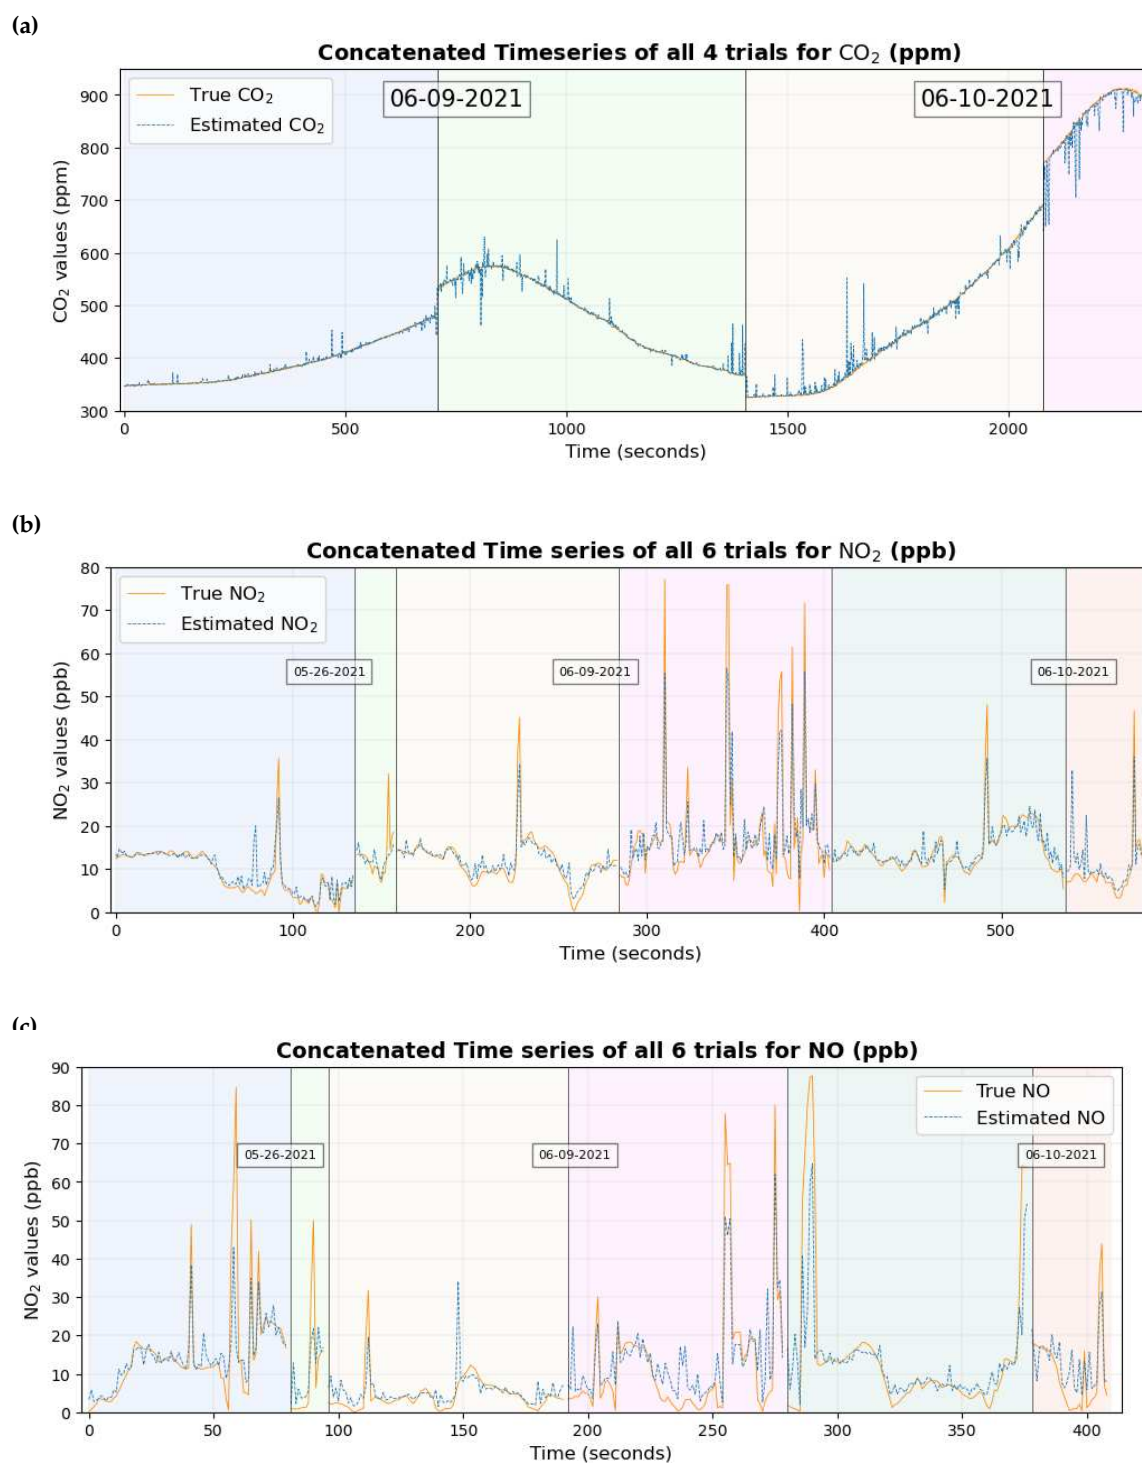 (a)
Concatenated Timeseries of all 4 trials for CO₂ (ppm)
True CO₂
Estimated CO₂
06-09-2021
06-10-2021
CO₂ values (ppm)
900
800
700
600
500
400
300
0 500 1000 1500 2000
Time (seconds)
(b)
Concatenated Time series of all 6 trials for NO₂ (ppb)
True NO₂
Estimated NO₂
05-26-2021
06-09-2021
06-10-2021
NO₂ values (ppb)
80
70
60
50
40
30
20
10
0
0 100 200 300 400 500
Time (seconds)
(c)
Concatenated Time series of all 6 trials for NO (ppb)
True NO
Estimated NO
05-26-2021
06-09-2021
06-10-2021
NO₂ values (ppb)
90
80
70
60
50
40
30
20
10
0
0 50 100 150 200 250 300 350 400
Time (seconds)